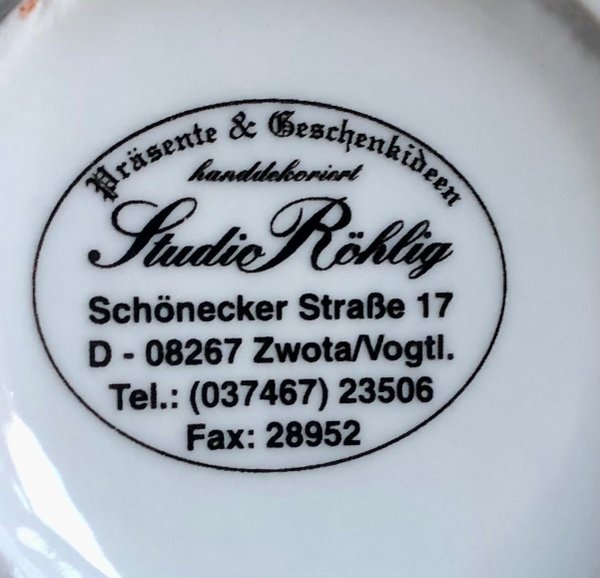 Präsente & Geschenkideen
handdekoriert
Studio Röhlig
Schönecker Straße 17
D - 08267 Zwota/Vogtl.
Tel.: (037467) 23506
Fax: 28952